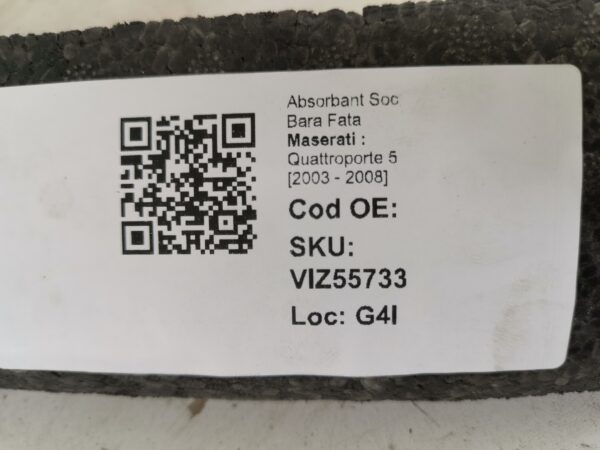 Absorbant Soc
Bara Fata
Maserati :
Quattroporte 5
[2003 - 2008]
Cod OE:
SKU:
VIZ55733
Loc: G4I